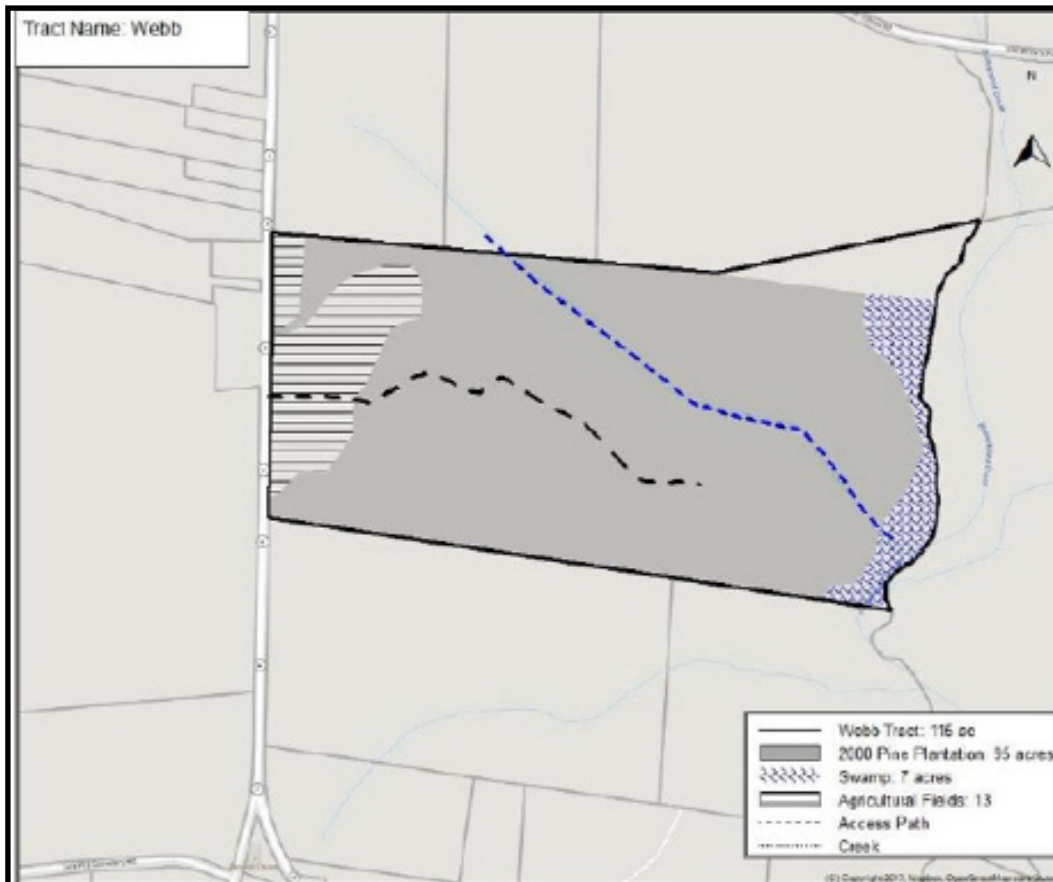 Tract Name: Webb
N
Webb Tract: 116 ac
2000 Pine Plantation: 95 acres
Swamp: 7 acres
Agricultural Fields: 13
Access Path
Creek